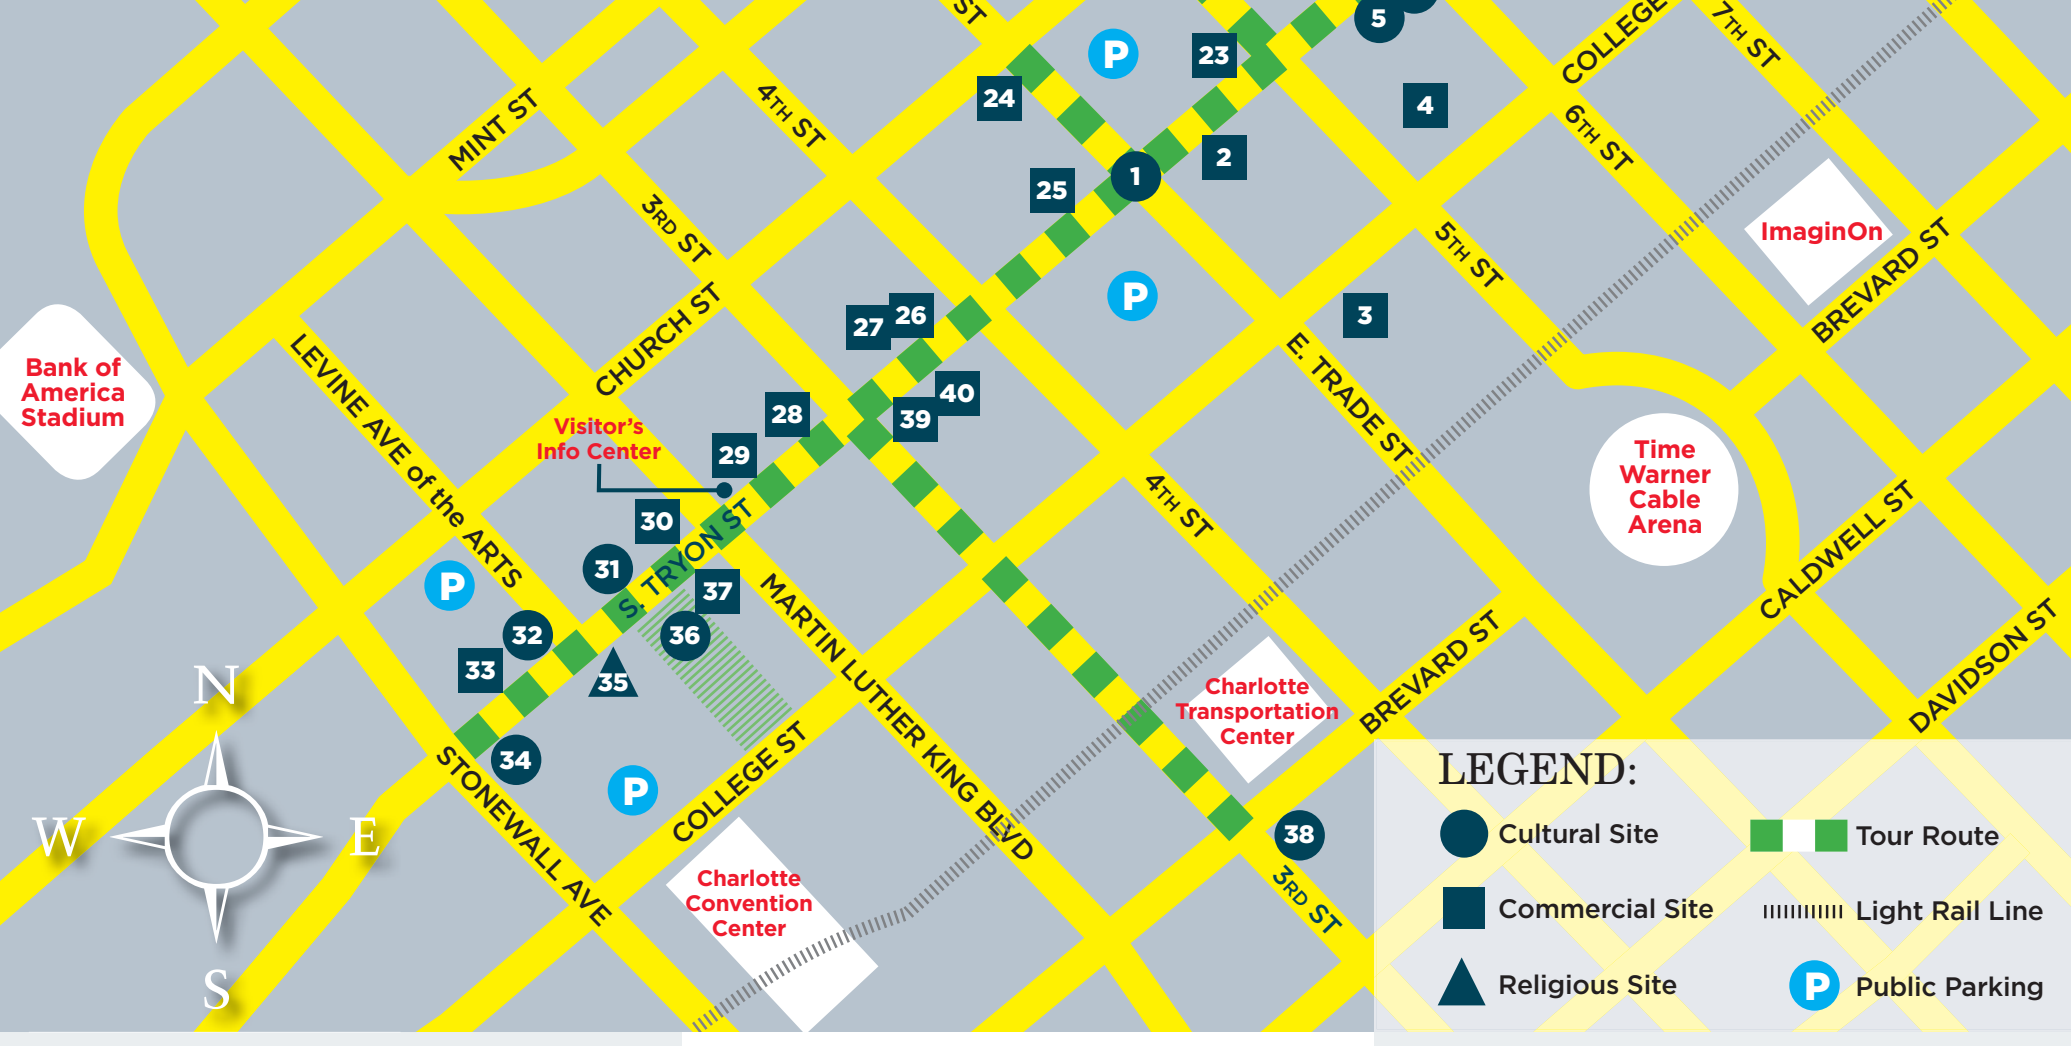 ST
5
COLLEGE
7TH ST
P
23
24
4
MINT ST
4TH ST
6TH ST
2
1
25
3RD ST
5TH ST
ImaginOn
BREVARD ST
P
3
27
26
CHURCH ST
LEVINE AVE of the ARTS
Bank of
America
Stadium
E. TRADE ST
40
39
28
Visitor's
Info Center
29
Time
Warner
Cable
Arena
4TH ST
30
S. TRYON ST
31
37
P
MARTIN LUTHER KING BLVD
CALDWELL ST
32
36
33
35
BREVARD ST
DAVIDSON ST
Charlotte
Transportation
Center
34
STONEWALL AVE
P
COLLEGE ST
38
3RD ST
Charlotte
Convention
Center
N
W
E
S
LEGEND:
Cultural Site
Tour Route
Commercial Site
Light Rail Line
Religious Site
P
Public Parking